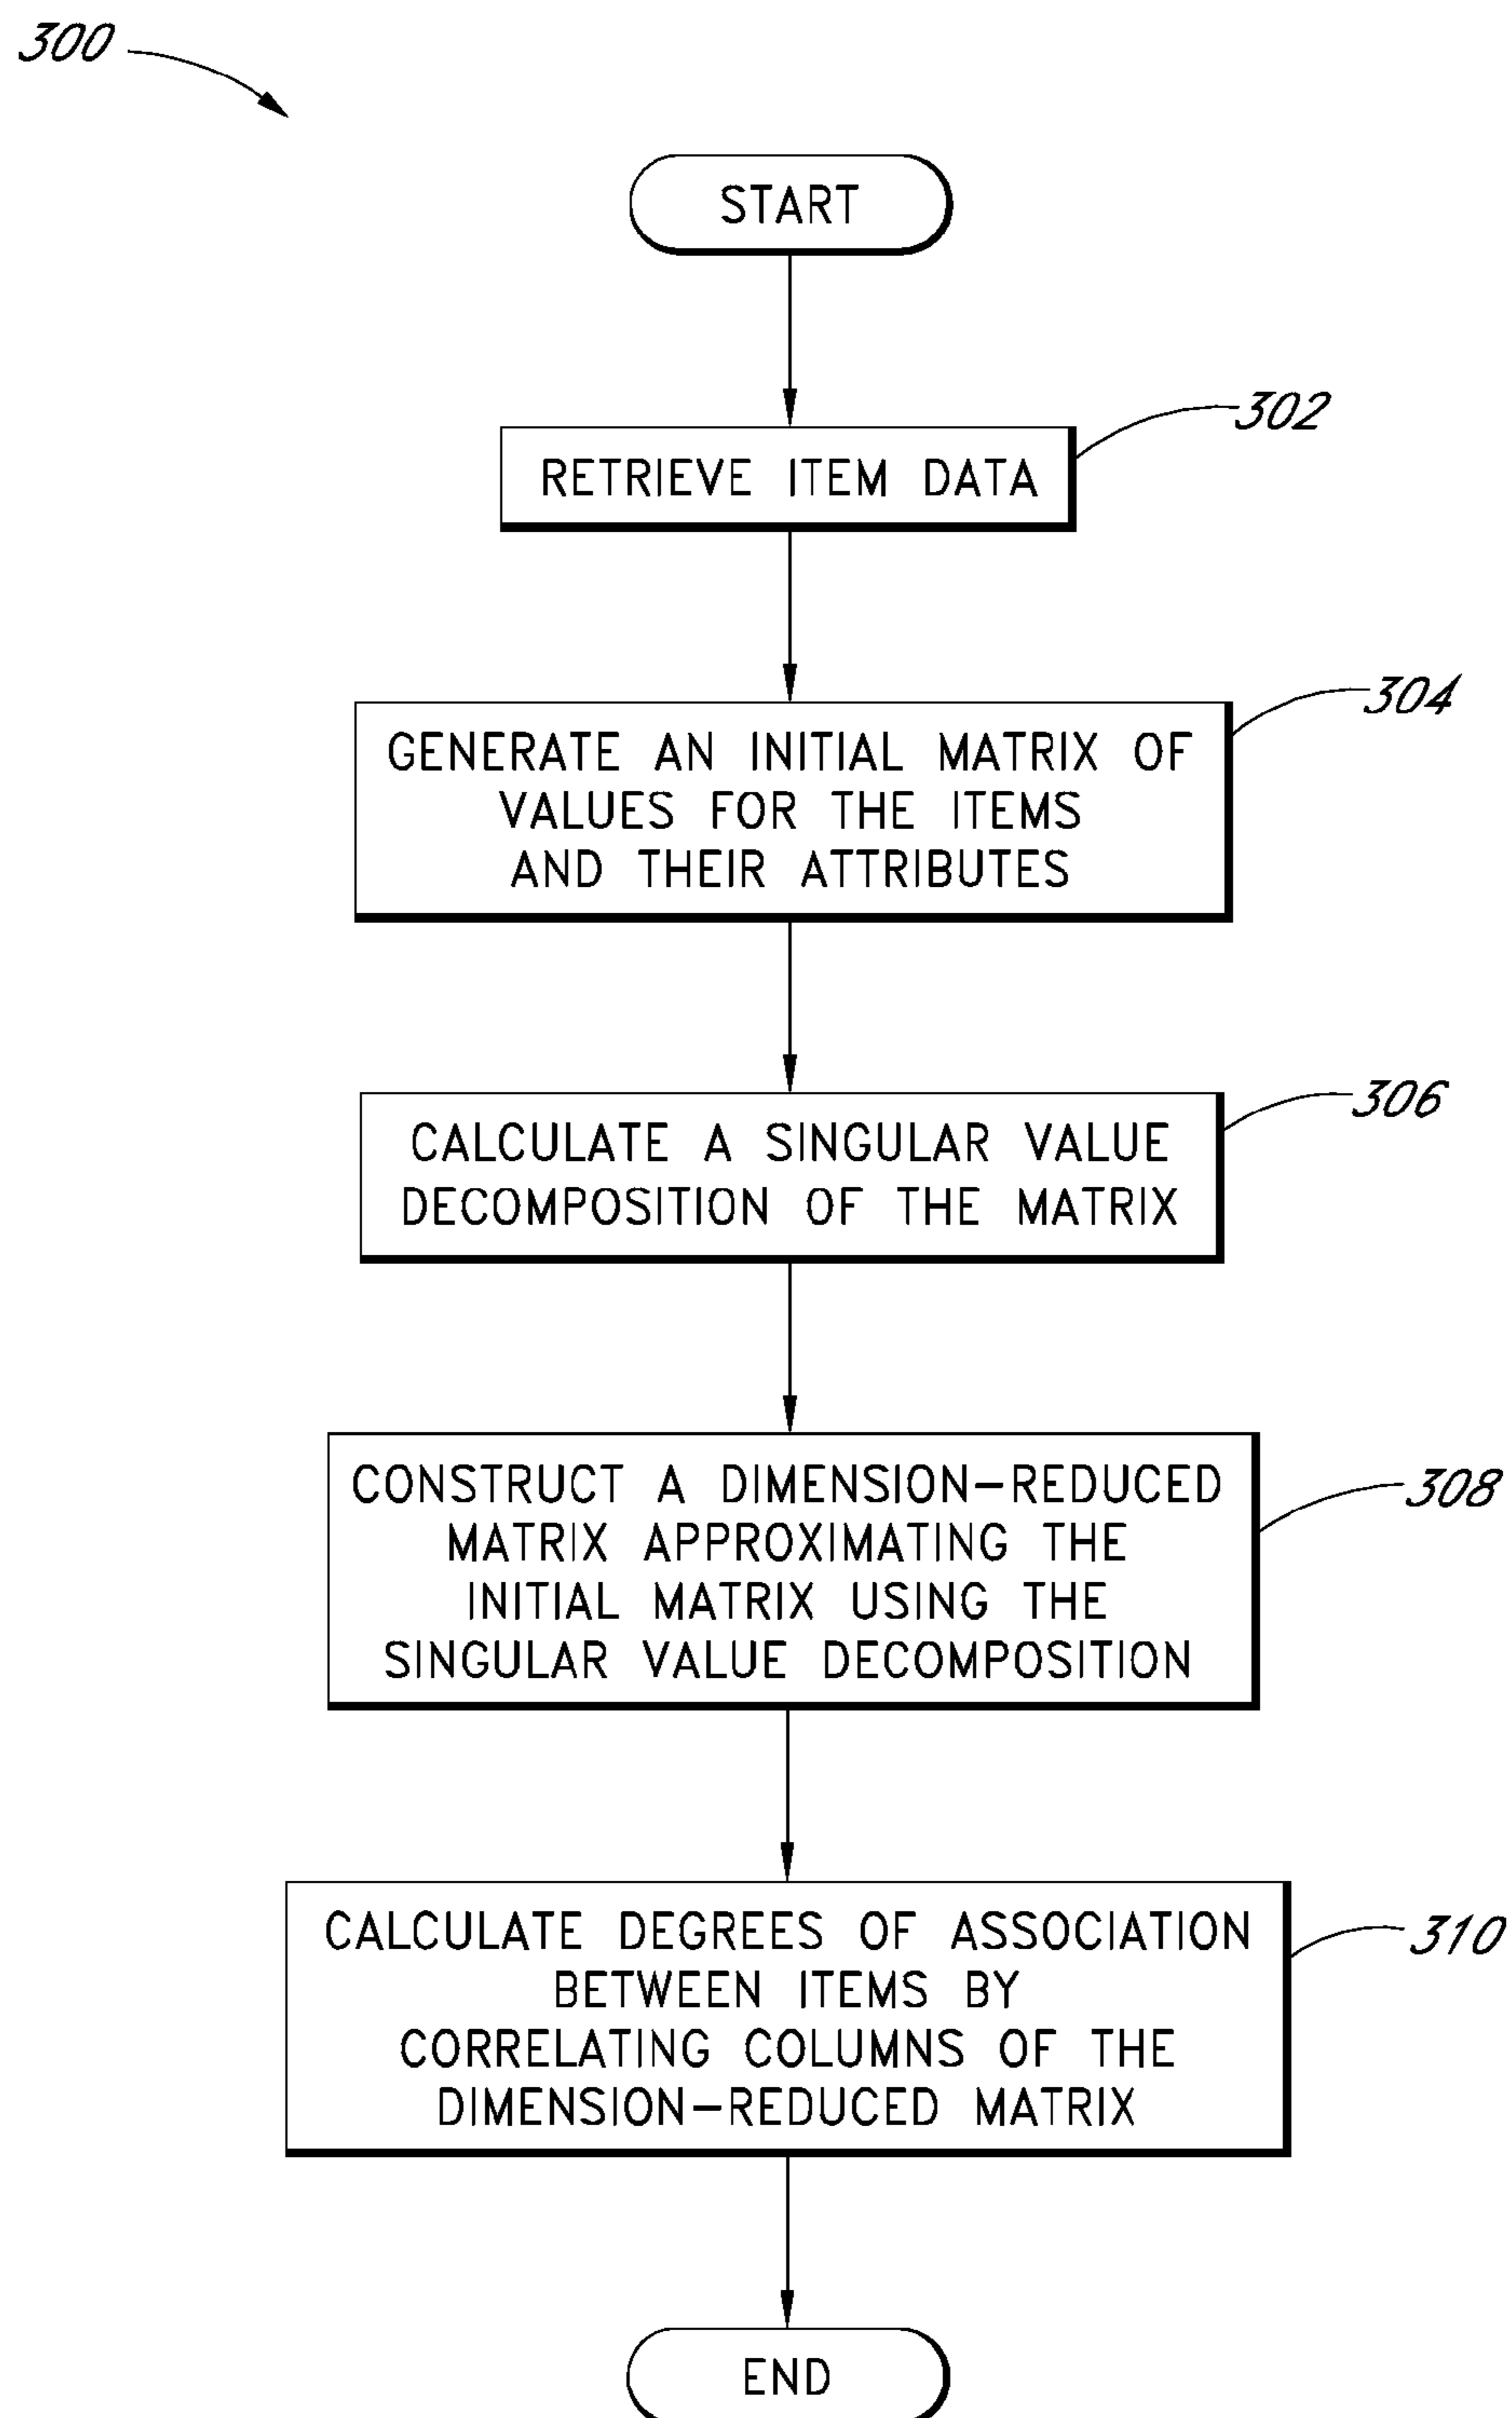 300
START
302
RETRIEVE ITEM DATA
304
GENERATE AN INITIAL MATRIX OF
VALUES FOR THE ITEMS
AND THEIR ATTRIBUTES
306
CALCULATE A SINGULAR VALUE
DECOMPOSITION OF THE MATRIX
308
CONSTRUCT A DIMENSION-REDUCED
MATRIX APPROXIMATING THE
INITIAL MATRIX USING THE
SINGULAR VALUE DECOMPOSITION
310
CALCULATE DEGREES OF ASSOCIATION
BETWEEN ITEMS BY
CORRELATING COLUMNS OF THE
DIMENSION-REDUCED MATRIX
END